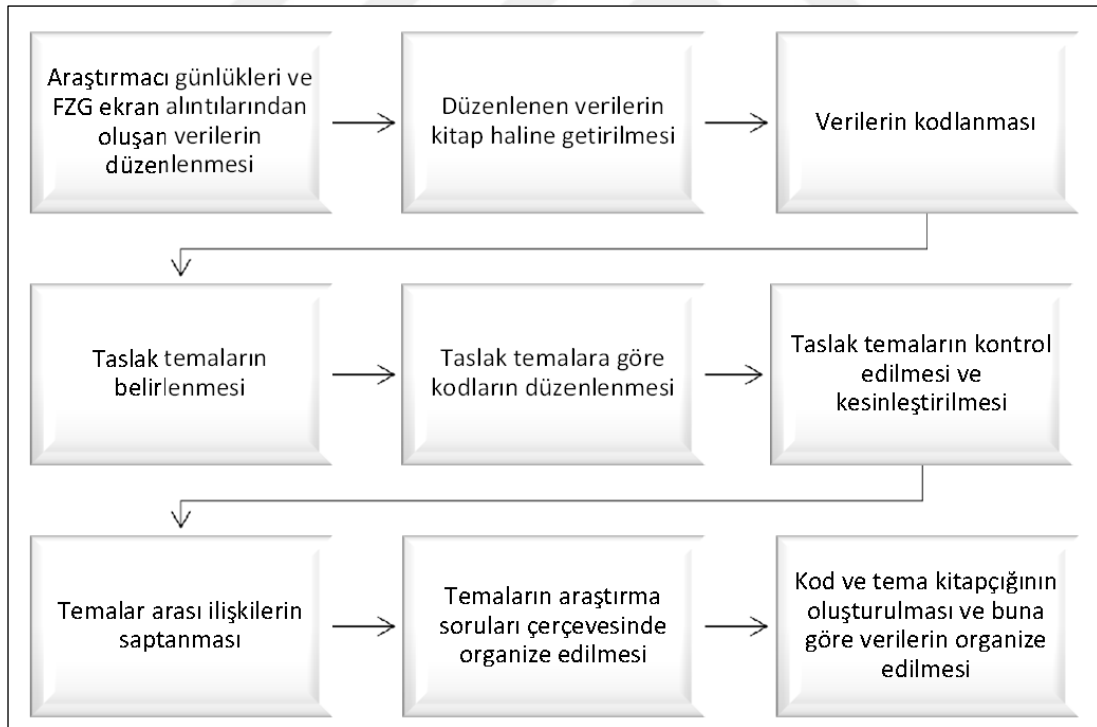 Araştırmacı günlükleri ve
FZG ekran alıntılarından
oluşan verilerin
düzenlenmesi
Düzenlenen verilerin
kitap haline getirilmesi
Verilerin kodlanması
Taslak temaların
belirlenmesi
Taslak temalara göre
kodların düzenlenmesi
Taslak temaların kontrol
edilmesi ve
kesinleştirilmesi
Temalar arası ilişkilerin
saptanması
Temaların araştırma
soruları çerçevesinde
organize edilmesi
Kod ve tema kitapçığının
oluşturulması ve buna
göre verilerin organize
edilmesi